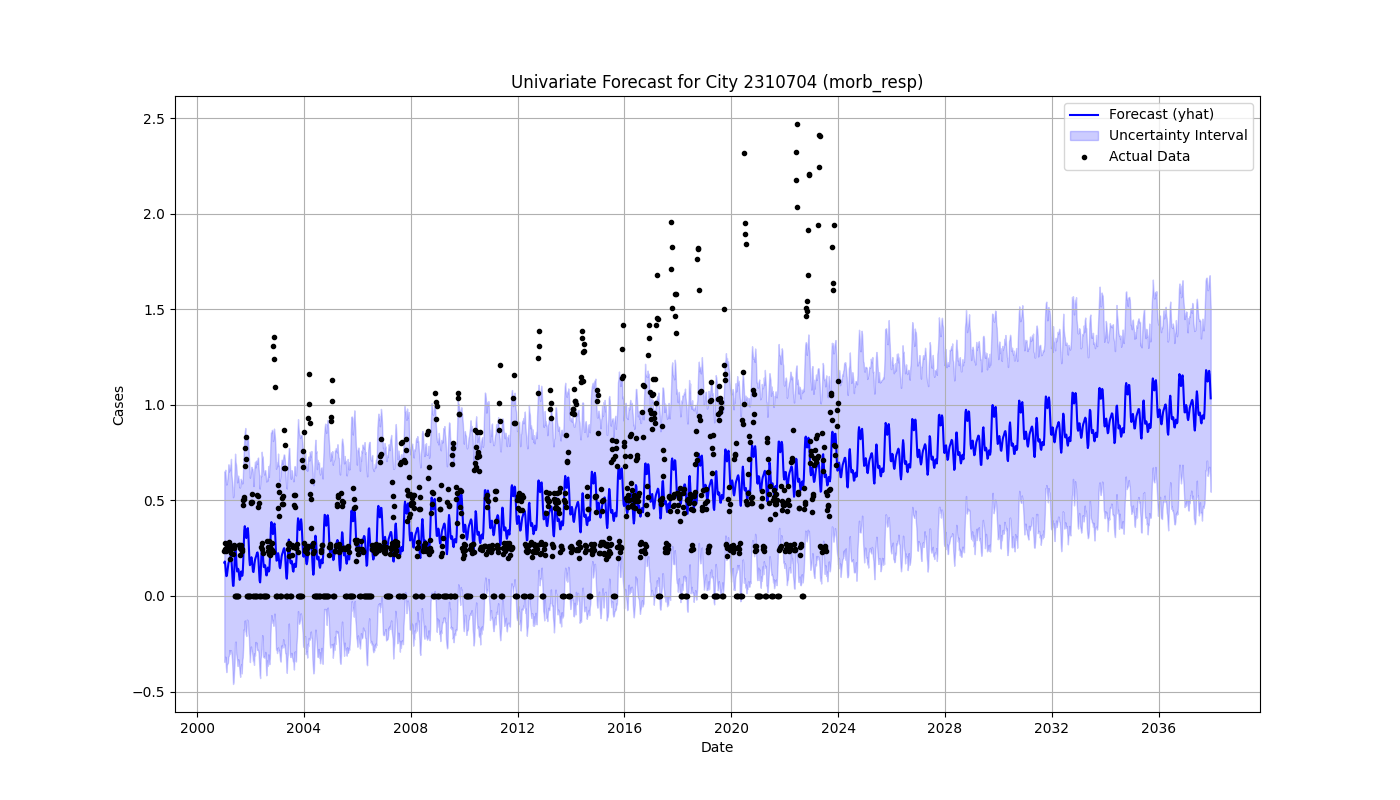 Univariate Forecast for City 2310704 (morb_resp)
Forecast (yhat)
Uncertainty Interval
Actual Data
Cases
2.5
2.0
1.5
1.0
0.5
0.0
−0.5
2000 2004 2008 2012 2016 2020 2024 2028 2032 2036
Date